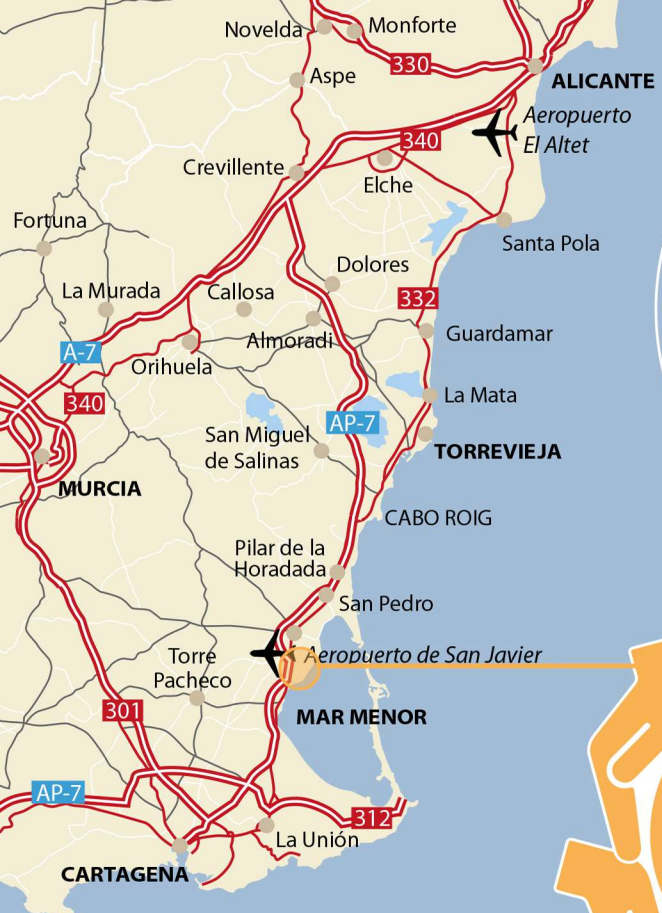 Novelda
Monforte
330
Aspe
ALICANTE
Aeropuerto
El Altet
340
Crevillente
Elche
Fortuna
Santa Pola
Dolores
La Murada
Callosa
332
Almoradi
Guardamar
A-7
Orihuela
340
La Mata
AP-7
San Miguel
de Salinas
TORREVIEJA
MURCIA
CABO ROIG
Pilar de la
Horadada
San Pedro
Aeropuerto de San Javier
Torre
Pacheco
301
MAR MENOR
AP-7
312
La Unión
CARTAGENA